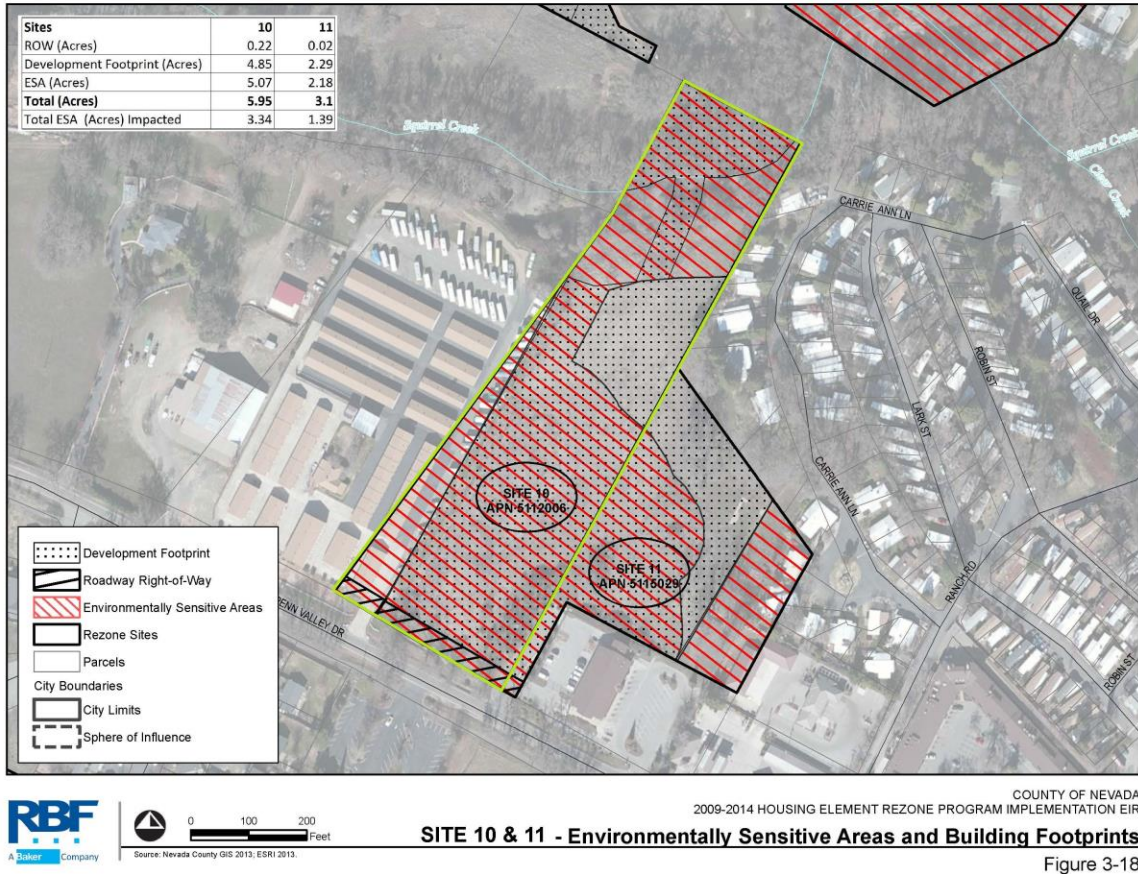 Sites 10 11
ROW (Acres) 0.22 0.02
Development Footprint (Acres) 4.85 2.29
ESA (Acres) 5.07 2.18
Total (Acres) 5.95 3.1
Total ESA (Acres) Impacted 3.34 1.39
Squirrel Creek
Squirrel Creek
Clear Creek
CARRIE ANN LN
QUAIL DR
ROBIN ST
LARK ST
CARRIE ANN LN
RANCH RD
ROBIN ST
SITE 10
APN 5112006
SITE 11
APN 5115029
PENN VALLEY DR
Development Footprint
Roadway Right-of-Way
Environmentally Sensitive Areas
Rezone Sites
Parcels
City Boundaries
City Limits
Sphere of Influence
RBF
A Baker Company
0 100 200
Feet
Source: Nevada County GIS 2013; ESRI 2013.
COUNTY OF NEVADA
2009-2014 HOUSING ELEMENT REZONE PROGRAM IMPLEMENTATION EIR
SITE 10 & 11 - Environmentally Sensitive Areas and Building Footprints
Figure 3-18